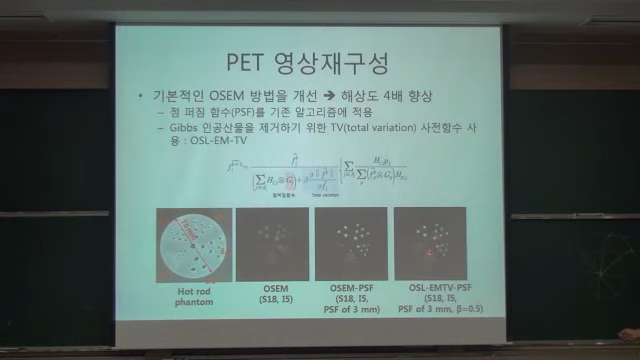 PET 영상재구성
• 기본적인 OSEM 방법을 개선 ➔ 해상도 4배 향상
– 점 퍼짐 함수(PSF)를 기존 알고리즘에 적용
– Gibbs 인공산물을 제거하기 위한 TV(total variation) 사전함수 사
용 : OSL-EM-TV
Total variation
Hot rod
phantom
OSEM
(S18, I5)
OSEM-PSF
(S18, I5,
PSF of 3 mm)
OSL-EMTV-PSF
(S18, I5,
PSF of 3 mm, β=0.5)